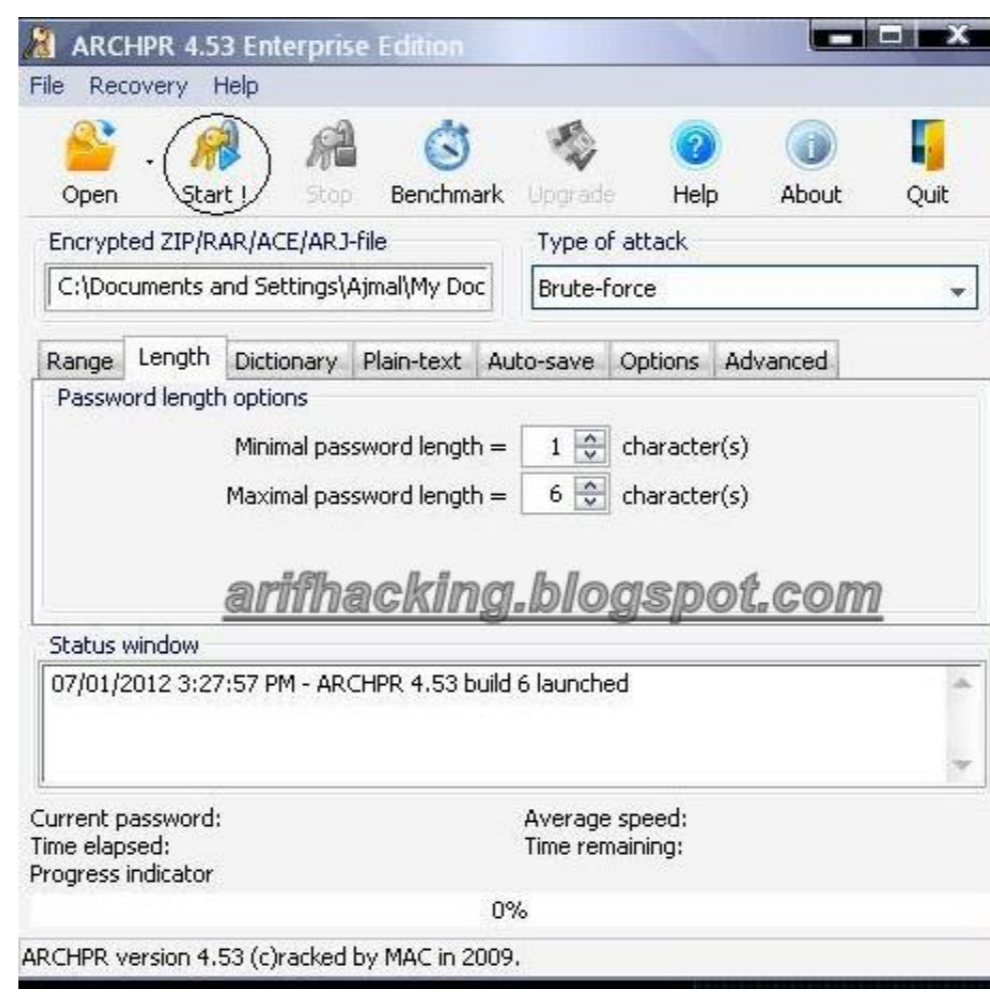 ARCHPR 4.53 Enterprise Edition
File Recovery Help
Open Start ! Stop Benchmark Upgrade Help About Quit
Encrypted ZIP/RAR/ACE/ARJ-file
Type of attack
C:\Documents and Settings\Ajmal\My Doc
Brute-force
Range Length Dictionary Plain-text Auto-save Options Advanced
Password length options
Minimal password length = 1 character(s)
Maximal password length = 6 character(s)
arifhacking.blogspot.com
Status window
07/01/2012 3:27:57 PM - ARCHPR 4.53 build 6 launched
Current password:
Average speed:
Time elapsed:
Time remaining:
Progress indicator
0%
ARCHPR version 4.53 (c)racked by MAC in 2009.